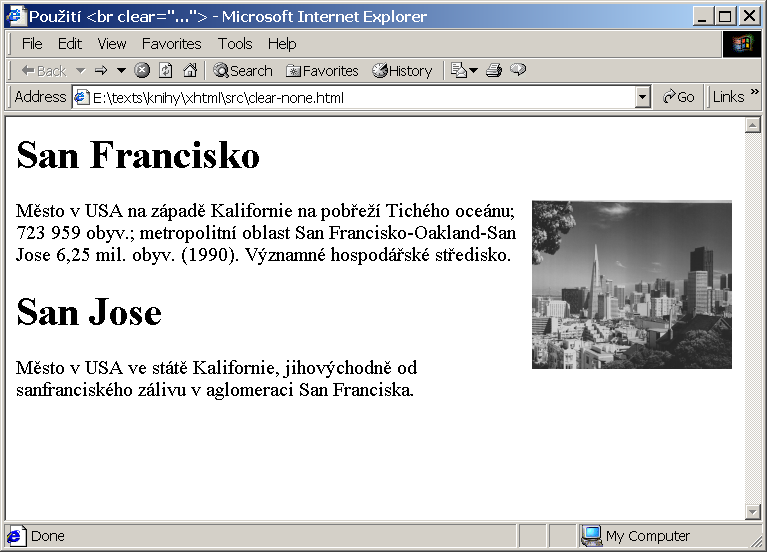 Použití <br clear="..."> - Microsoft Internet Explorer
File Edit View Favorites Tools Help
Back Search Favorites History
Address E:\texts\knihy\xhtml\src\clear-none.html Go Links »
San Francisko
Město v USA na západě Kalifornie na pobřeží Tichého oceánu;
723 959 obyv.; metropolitní oblast San Francisko-Oakland-San
Jose 6,25 mil. obyv. (1990). Významné hospodářské středisko.
San Jose
Město v USA ve státě Kalifornie, jihovýchodně od
sanfranciského zálivu v aglomeraci San Franciska.
Done My Computer